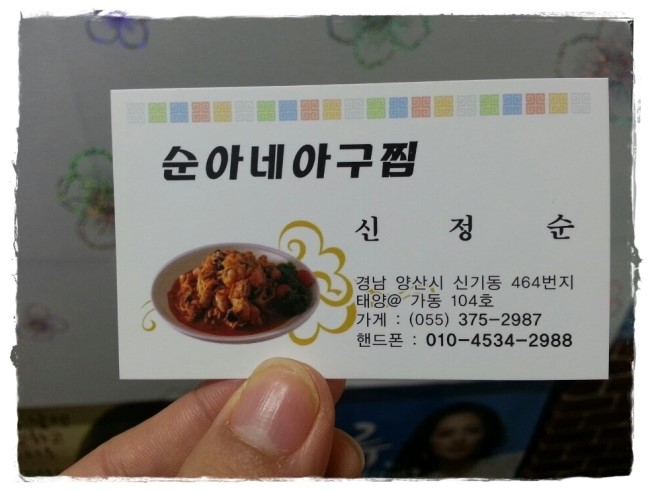 순아네아구찜
신 정 순
경남 양산시 신기동 464번지
태양@ 가동 104호
가게 : (055) 375-2987
핸드폰 : 010-4534-2988